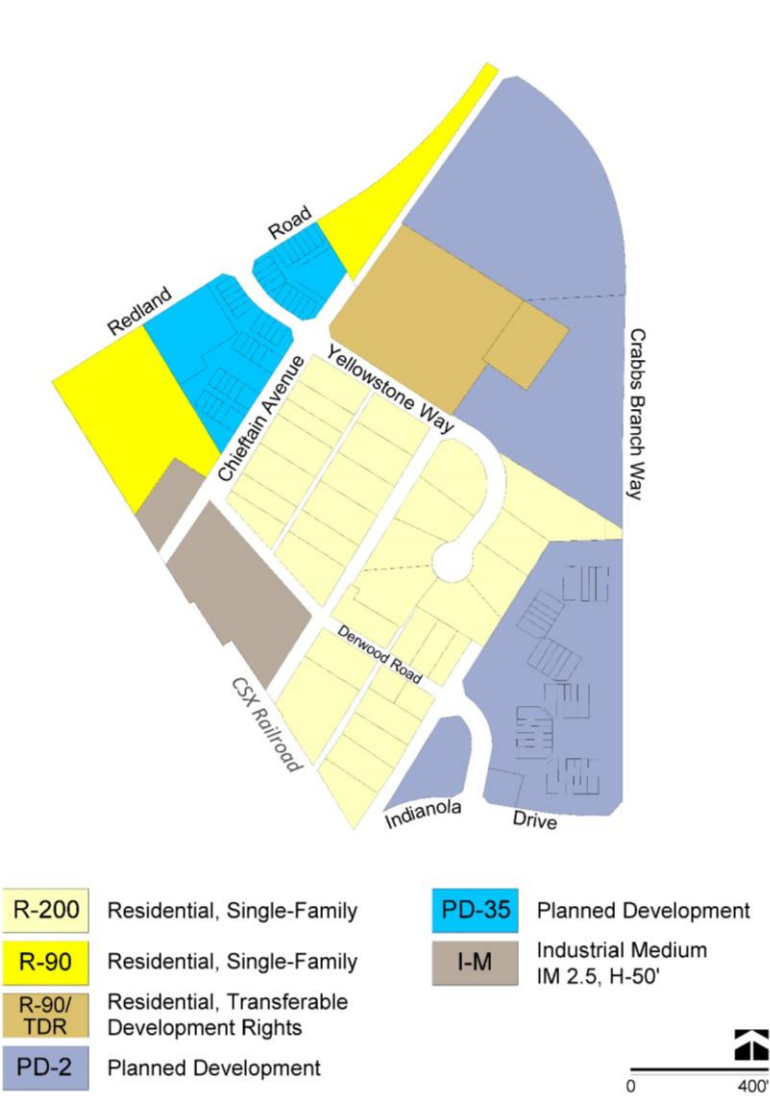 Road
Redland
Yellowstone Way
Chieftain Avenue
Crabbs Branch Way
Derwood Road
CSX Railroad
Indianola
Drive
R-200 Residential, Single-Family
R-90 Residential, Single-Family
R-90/
TDR
Residential, Transferable
Development Rights
PD-2 Planned Development
PD-35 Planned Development
I-M
Industrial Medium
IM 2.5, H-50'
0 400'